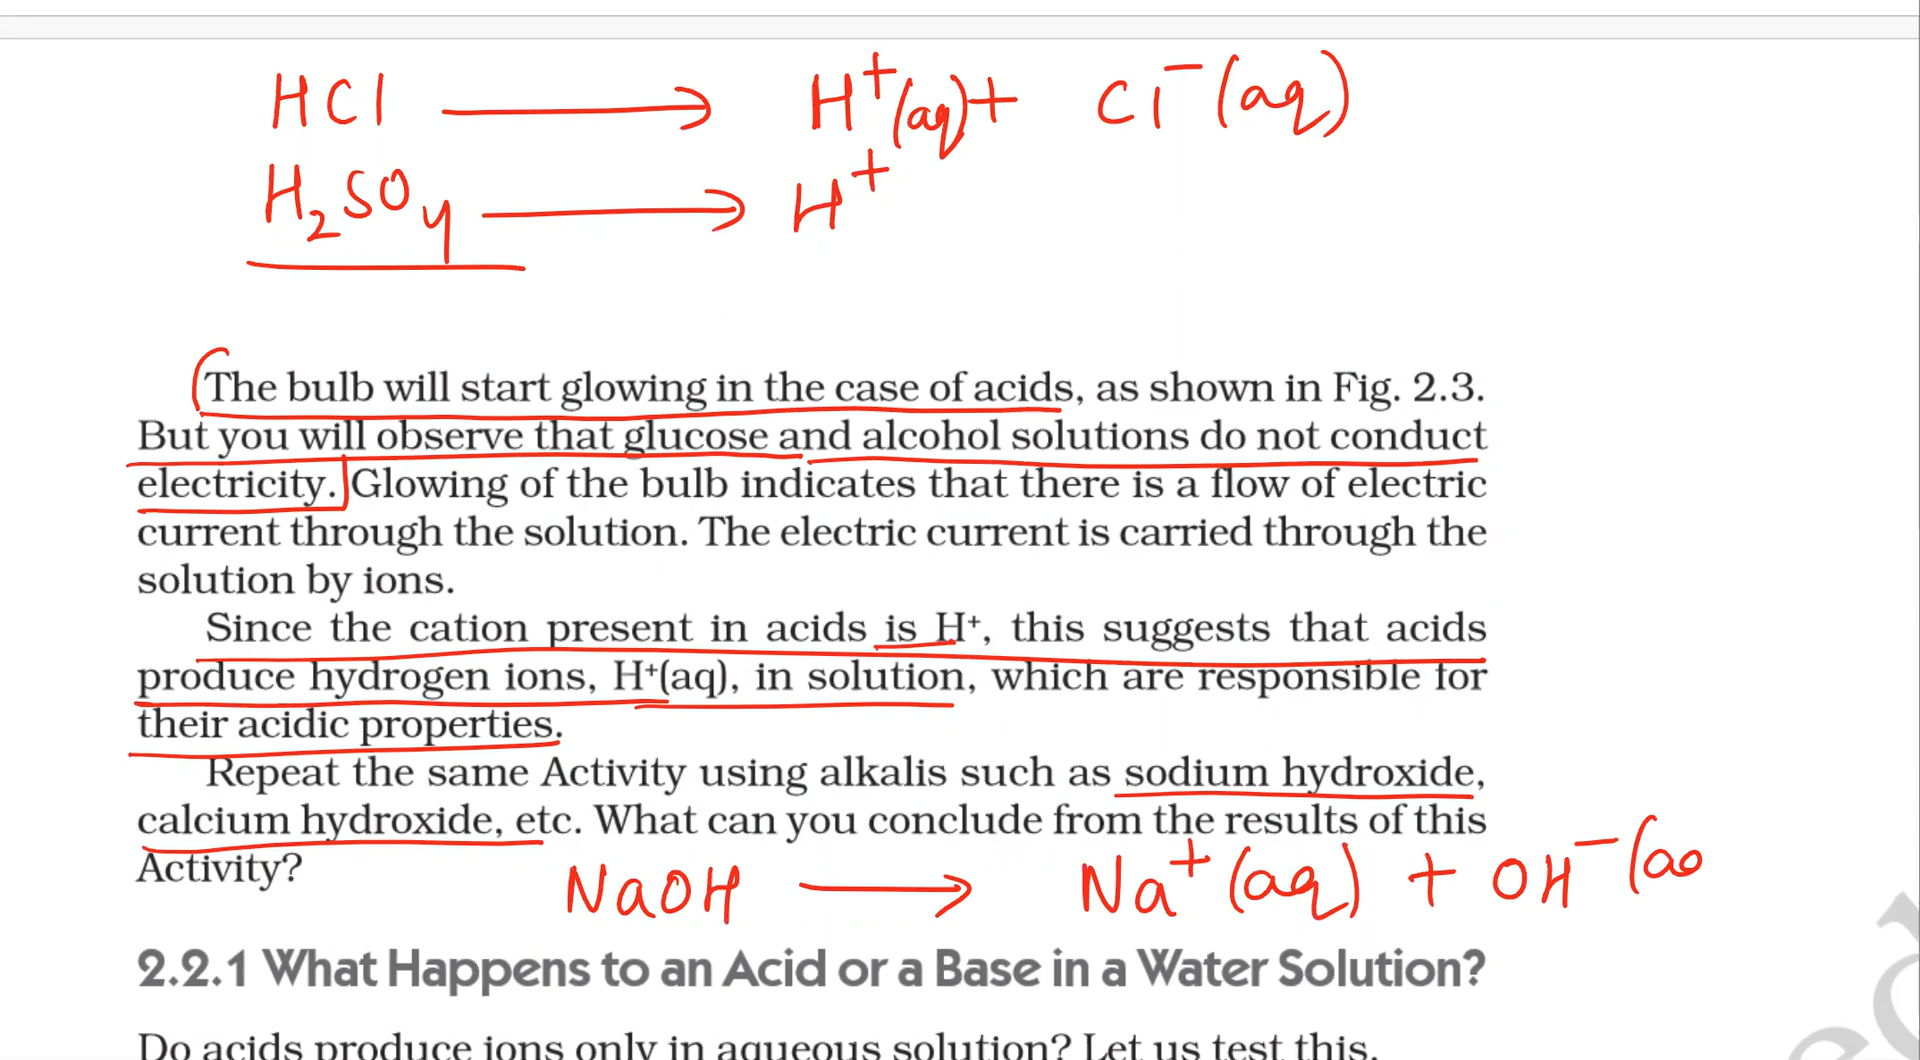 HCl → H⁺(aq) + Cl⁻(aq)
H₂SO₄ → H⁺
The bulb will start glowing in the case of acids, as shown in Fig. 2.3.
But you will observe that glucose and alcohol solutions do not conduct
electricity. Glowing of the bulb indicates that there is a flow of electric
current through the solution. The electric current is carried through the
solution by ions.
Since the cation present in acids is H⁺, this suggests that acids
produce hydrogen ions, H⁺(aq), in solution, which are responsible for
their acidic properties.
Repeat the same Activity using alkalis such as sodium hydroxide,
calcium hydroxide, etc. What can you conclude from the results of this
Activity?
NaOH → Na⁺(aq) + OH⁻(aq
2.2.1 What Happens to an Acid or a Base in a Water Solution?
Do acids produce ions only in aqueous solution? Let us test this.